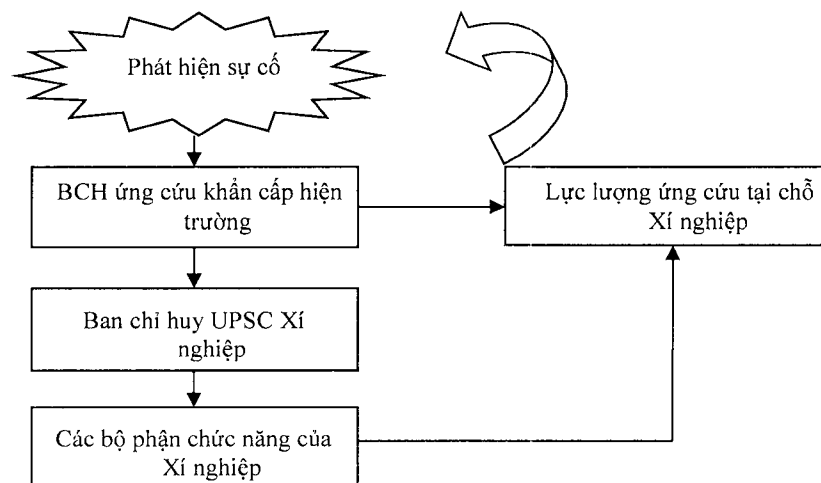 Phát hiện sự cố
BCH ứng cứu khẩn cấp hiện
trường
Lực lượng ứng cứu tại chỗ
Xí nghiệp
Ban chỉ huy UPSC Xí
nghiệp
Các bộ phận chức năng của
Xí nghiệp